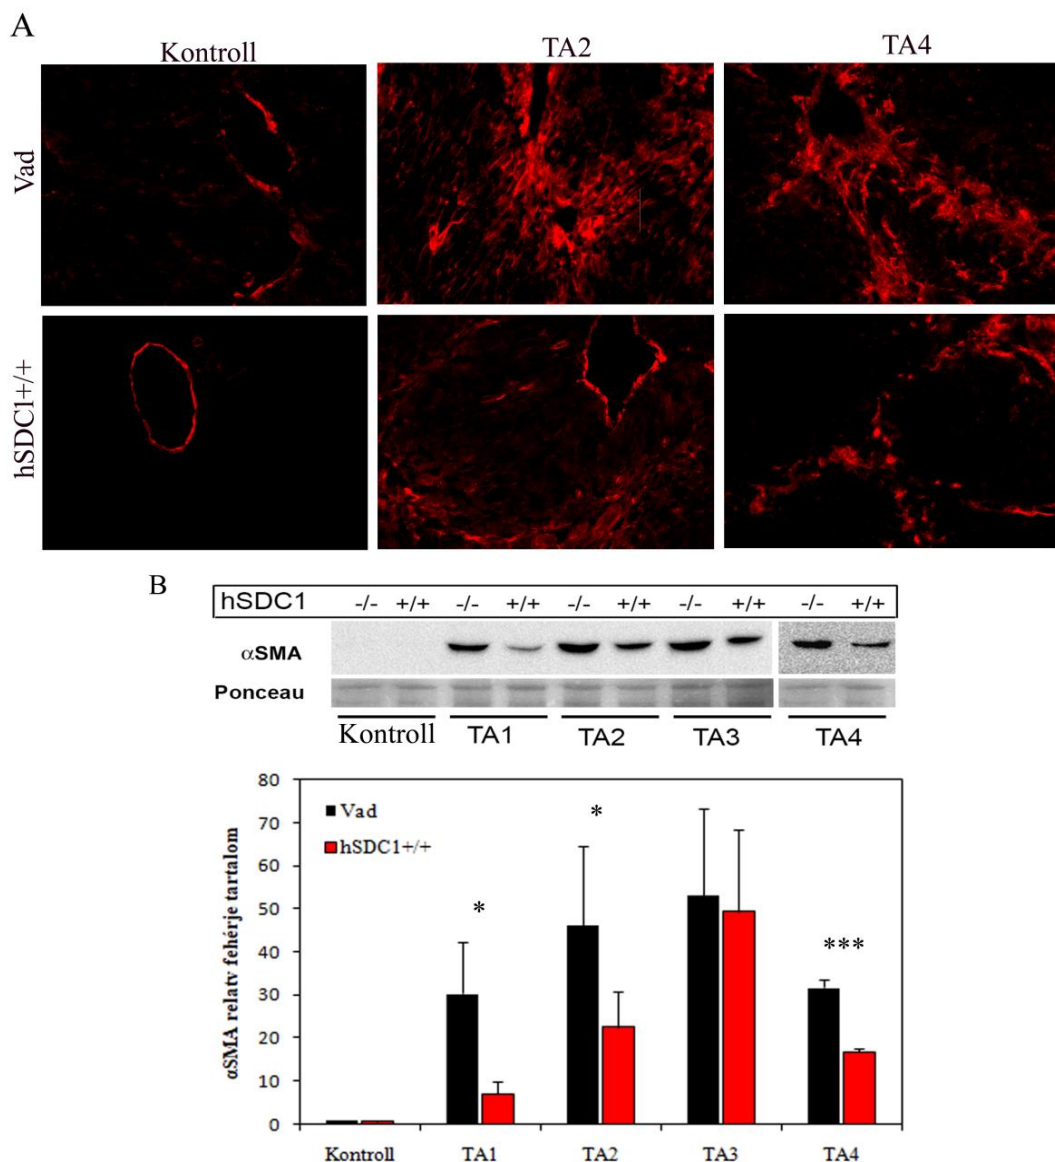 A
Kontroll TA2 TA4
Vad
hSDC1+/+
B
hSDC1 -/- +/+ -/- +/+ -/- +/+ -/- +/+ -/- +/+
αSMA
Ponceau
Kontroll TA1 TA2 TA3 TA4
αSMA relatv fehérje tartalom
80
70
60
50
40
30
20
10
0
Vad
hSDC1+/+
* * ***
Kontroll TA1 TA2 TA3 TA4